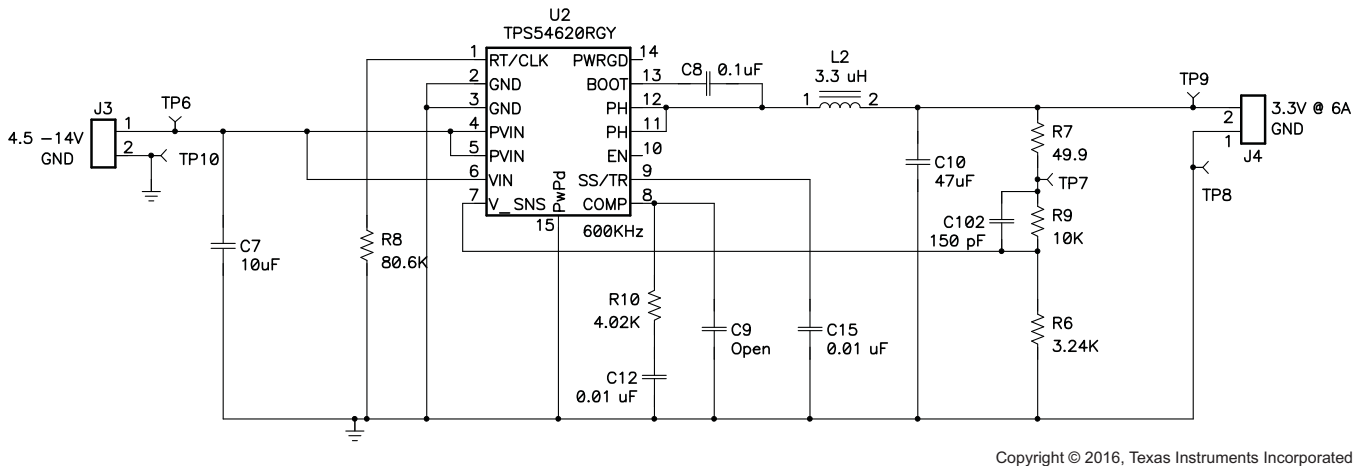 U2
TPS54620RGY
1
RT/CLK
PWRGD
14
2
GND
BOOT
13
3
GND
PH
12
4
PVIN
PH
11
5
PVIN
EN
10
6
VIN
SS/TR
9
7
V_SNS
COMP
8
PwPd
15
600KHz
J3
4.5 –14V
GND
1
2
TP6
TP10
C7
10uF
R8
80.6K
C8
0.1uF
L2
3.3 uH
1
2
R10
4.02K
C12
0.01 uF
C9
Open
C15
0.01 uF
C10
47uF
R7
49.9
TP7
C102
150 pF
R9
10K
R6
3.24K
TP9
3.3V @ 6A
2
GND
1
J4
TP8
Copyright © 2016, Texas Instruments Incorporated